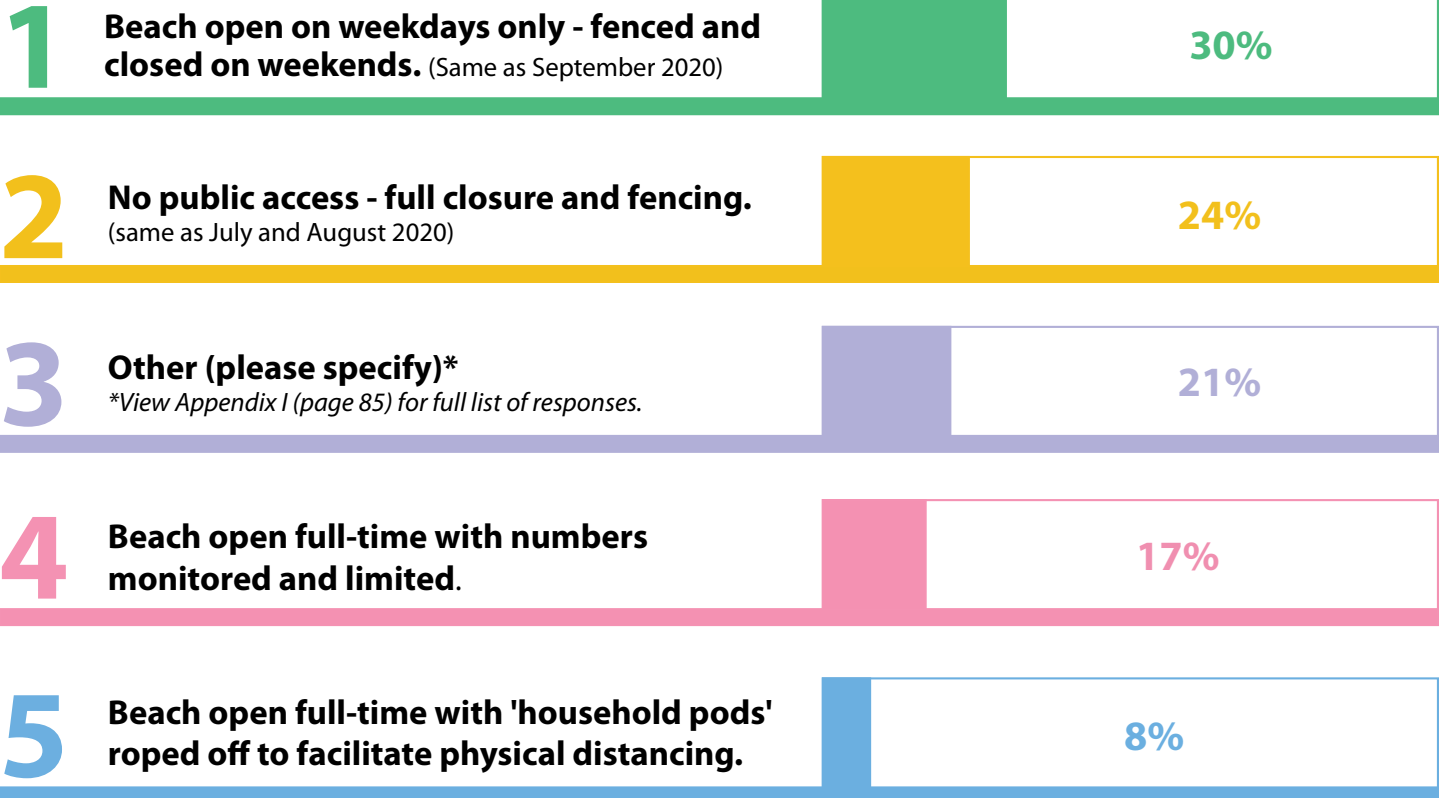 1
Beach open on weekdays only - fenced and
closed on weekends. (Same as September 2020)
30%
2
No public access - full closure and fencing.
(same as July and August 2020)
24%
3
Other (please specify)*
*View Appendix I (page 85) for full list of responses.
21%
4
Beach open full-time with numbers
monitored and limited.
17%
5
Beach open full-time with 'household pods'
roped off to facilitate physical distancing.
8%